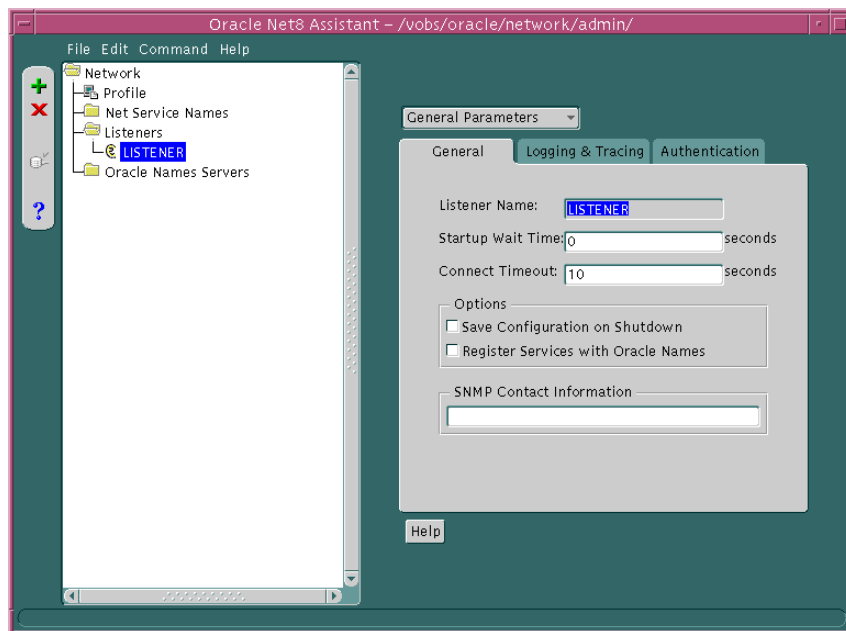 Oracle Net8 Assistant – /vobs/oracle/network/admin/
File Edit Command Help
Network
Profile
Net Service Names
Listeners
LISTENER
Oracle Names Servers
?
General Parameters
General Logging & Tracing Authentication
Listener Name: LISTENER
Startup Wait Time: 0 seconds
Connect Timeout: 10 seconds
Options
Save Configuration on Shutdown
Register Services with Oracle Names
SNMP Contact Information
Help